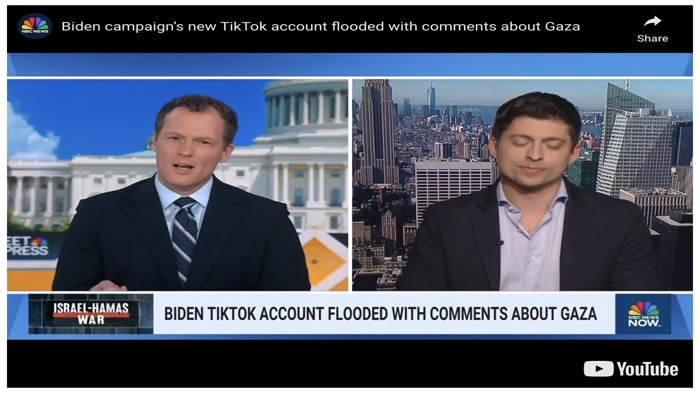 NBC NEWS
Biden campaign's new TikTok account flooded with comments about Gaza
Share
EET
PRESS
ISRAEL-HAMAS
WAR
BIDEN TIKTOK ACCOUNT FLOODED WITH COMMENTS ABOUT GAZA
NBC NEWS
NOW
YouTube